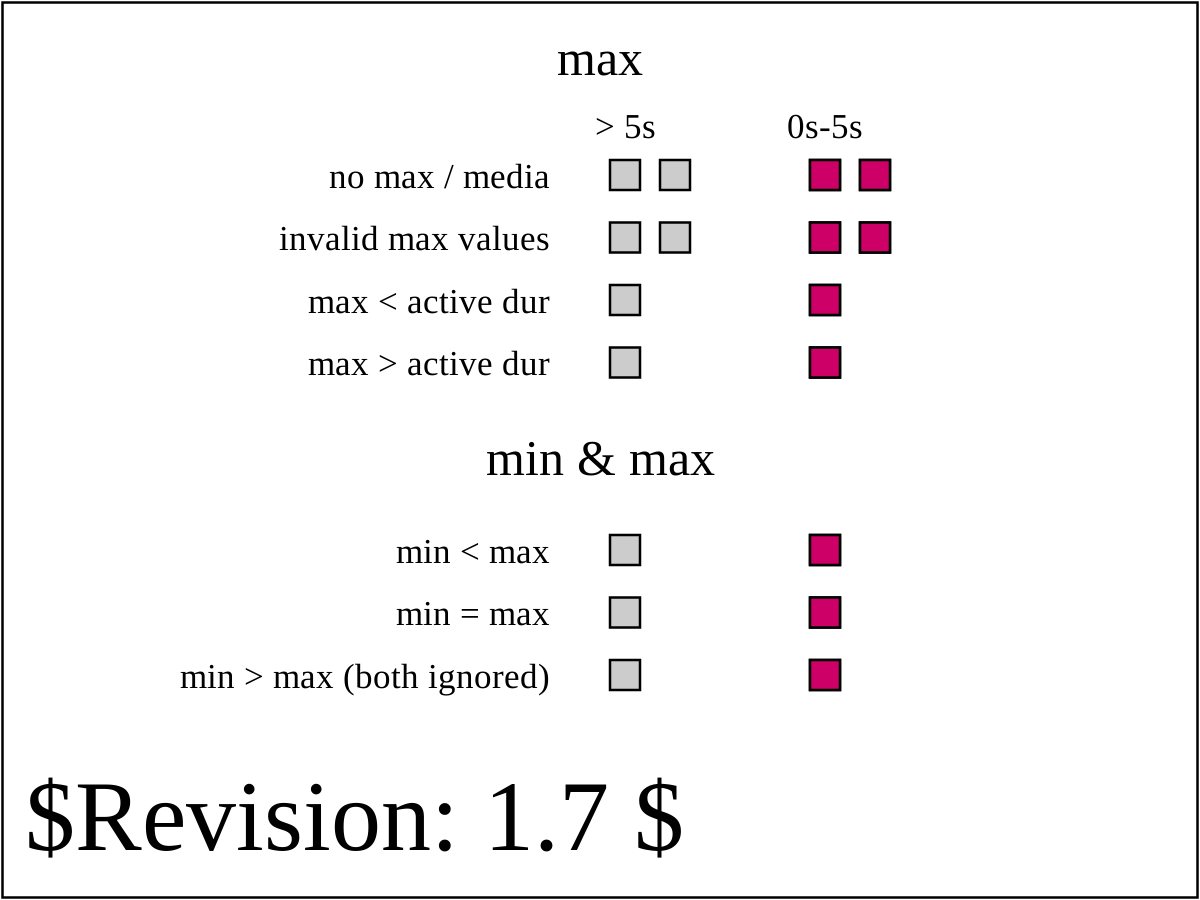 max
> 5s 0s-5s
no max / media
invalid max values
max < active dur
max > active dur
min & max
min < max
min = max
min > max (both ignored)
$Revision: 1.7 $